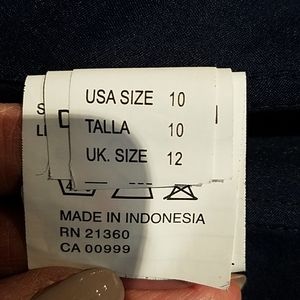 USA SIZE 10
TALLA 10
UK. SIZE 12
MADE IN INDONESIA
RN 21360
CA 00999